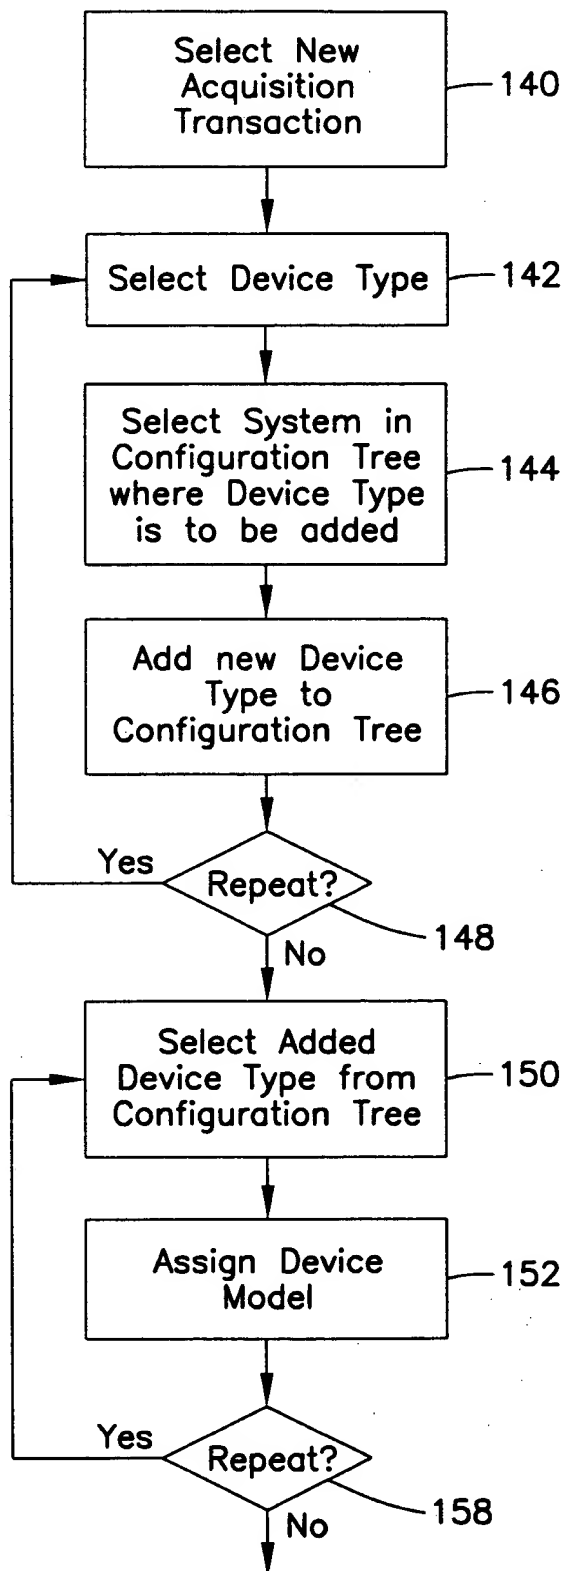 Select New
Acquisition
Transaction
140
Select Device Type
142
Select System in
Configuration Tree
where Device Type
is to be added
144
Add new Device
Type to
Configuration Tree
146
Yes
Repeat?
148
No
Select Added
Device Type from
Configuration Tree
150
Assign Device
Model
152
Yes
Repeat?
158
No